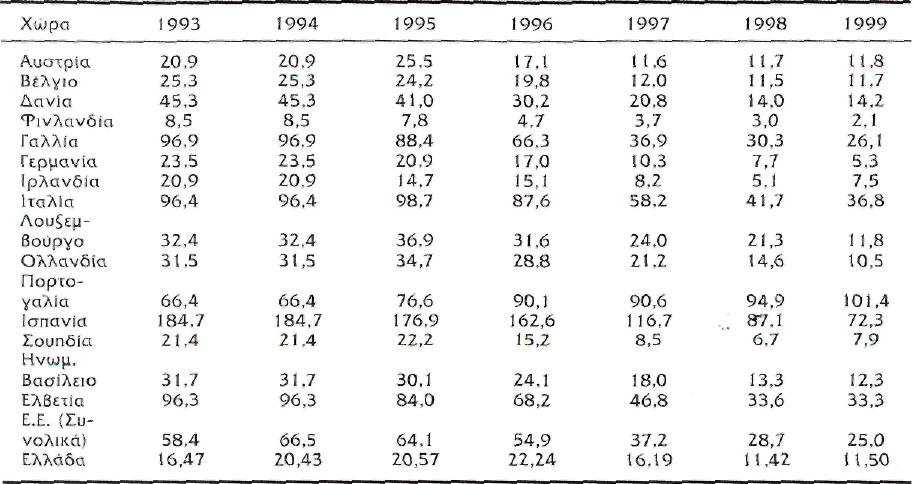 Χώρα 1993 1994 1995 1996 1997 1998 1999
Αυστρία 20,9 20,9 25,5 17,1 11,6 11,7 11,8
Βέλγιο 25,3 25,3 24,2 19,8 12,0 11,5 11,7
Δανία 45,3 45,3 41,0 30,2 20,8 14,0 14,2
Φινλανδία 8,5 8,5 7,8 4,7 3,7 3,0 2,1
Γαλλία 96,9 96,9 88,4 66,3 36,9 30,3 26,1
Γερμανία 23,5 23,5 20,9 17,0 10,3 7,7 5,3
Ιρλανδία 20,9 20,9 14,7 15,1 8,2 5,1 7,5
Ιταλία 96,4 96,4 98,7 87,6 58,2 41,7 36,8
Λουξεμ-
βούργο 32,4 32,4 36,9 31,6 24,0 21,3 11,8
Ολλανδία 31,5 31,5 34,7 28,8 21,2 14,6 10,5
Πορτο-
γαλία 66,4 66,4 76,6 90,1 90,6 94,9 101,4
Ισπανία 184,7 184,7 176,9 162,6 116,7 87,1 72,3
Σουηδία 21,4 21,4 22,2 15,2 8,5 6,7 7,9
Ηνωμ.
Βασίλειο 31,7 31,7 30,1 24,1 18,0 13,3 12,3
Ελβετία 96,3 96,3 84,0 68,2 46,8 33,6 33,3
Ε.Ε. (Συ-
νολικά) 58,4 66,5 64,1 54,9 37,2 28,7 25,0
Ελλάδα 16,47 20,43 20,57 22,24 16,19 11,42 11,50